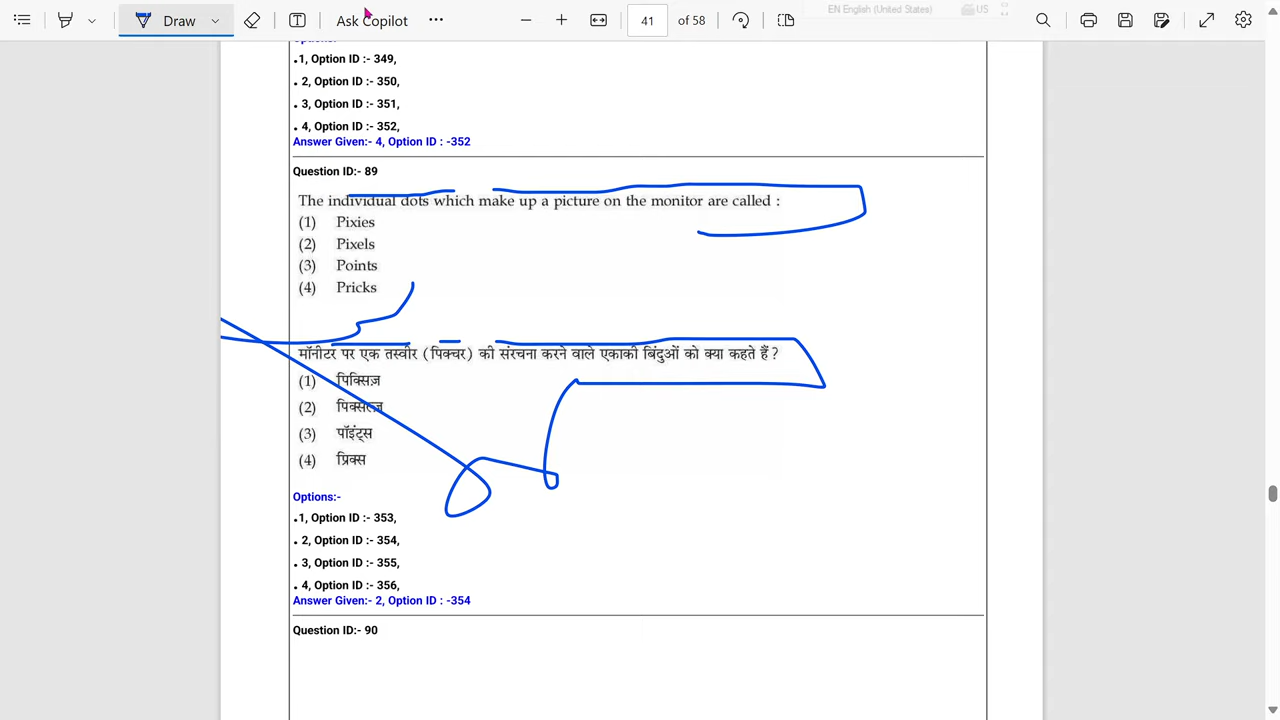 Draw
Ask Copilot
41 of 58
EN English (United States)
US
.1, Option ID :- 349,
. 2, Option ID :- 350,
. 3, Option ID :- 351,
. 4, Option ID :- 352,
Answer Given:- 4, Option ID : -352
Question ID:- 89
The individual dots which make up a picture on the monitor are called :
(1) Pixies
(2) Pixels
(3) Points
(4) Pricks
मॉनीटर पर एक तस्वीर (पिक्चर) की संरचना करने वाले एकाकी बिंदुओं को क्या कहते हैं ?
(1) पिक्सिज़
(2) पिक्सल्ज़
(3) पॉइंट्स
(4) प्रिक्स
Options:-
.1, Option ID :- 353,
. 2, Option ID :- 354,
. 3, Option ID :- 355,
. 4, Option ID :- 356,
Answer Given:- 2, Option ID : -354
Question ID:- 90